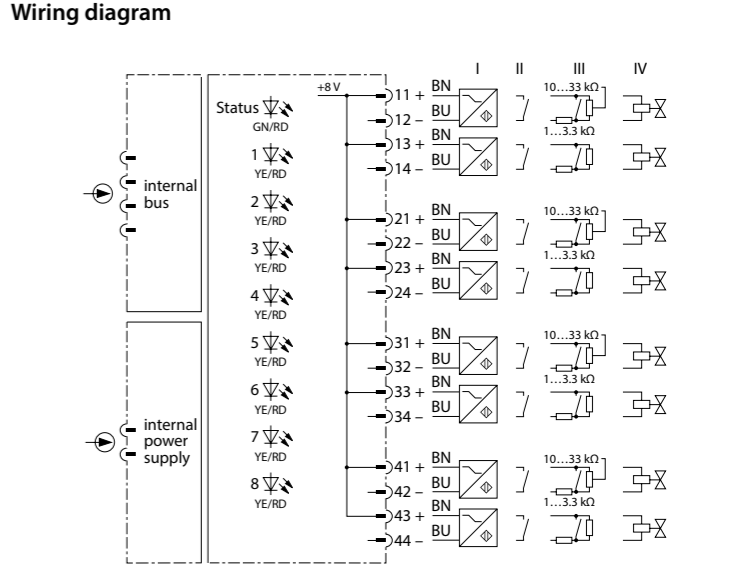 Wiring diagram
I II III IV
+8 V
11 + BN 10…33 kΩ
Status
GN/RD
12 – BU
1…3.3 kΩ
13 + BN
1
YE/RD
14 – BU
internal
bus
2
YE/RD
21 + BN 10…33 kΩ
22 – BU
1…3.3 kΩ
3
YE/RD
23 + BN
24 – BU
4
YE/RD
31 + BN 10…33 kΩ
5
YE/RD
32 – BU
1…3.3 kΩ
33 + BN
6
YE/RD
34 – BU
internal
power
supply
7
YE/RD
41 + BN 10…33 kΩ
8
YE/RD
42 – BU
1…3.3 kΩ
43 + BN
44 – BU